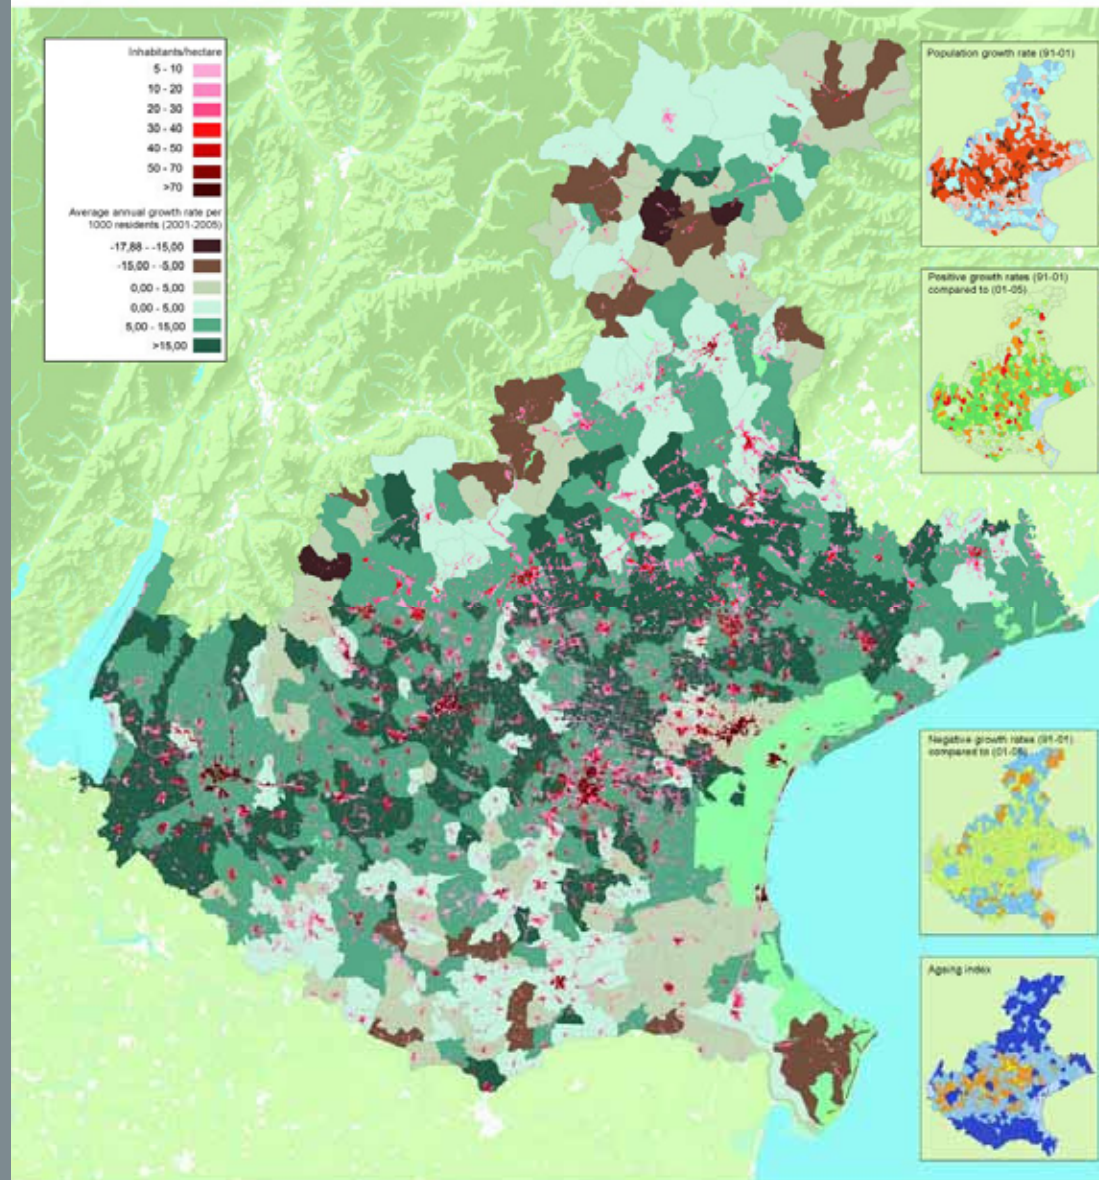 Inhabitants/hectare
5 - 10
10 - 20
20 - 30
30 - 40
40 - 50
50 - 70
>70
Average annual growth rate per
1000 residents (2001-2005)
-17,88 - -15,00
-15,00 - -5,00
0,00 - 5,00
0,00 - 5,00
5,00 - 15,00
>15,00
Population growth rate (91-01)
Positive growth rates (91-01)
compared to (01-05)
Negative growth rates (91-01)
compared to (01-05)
Ageing index